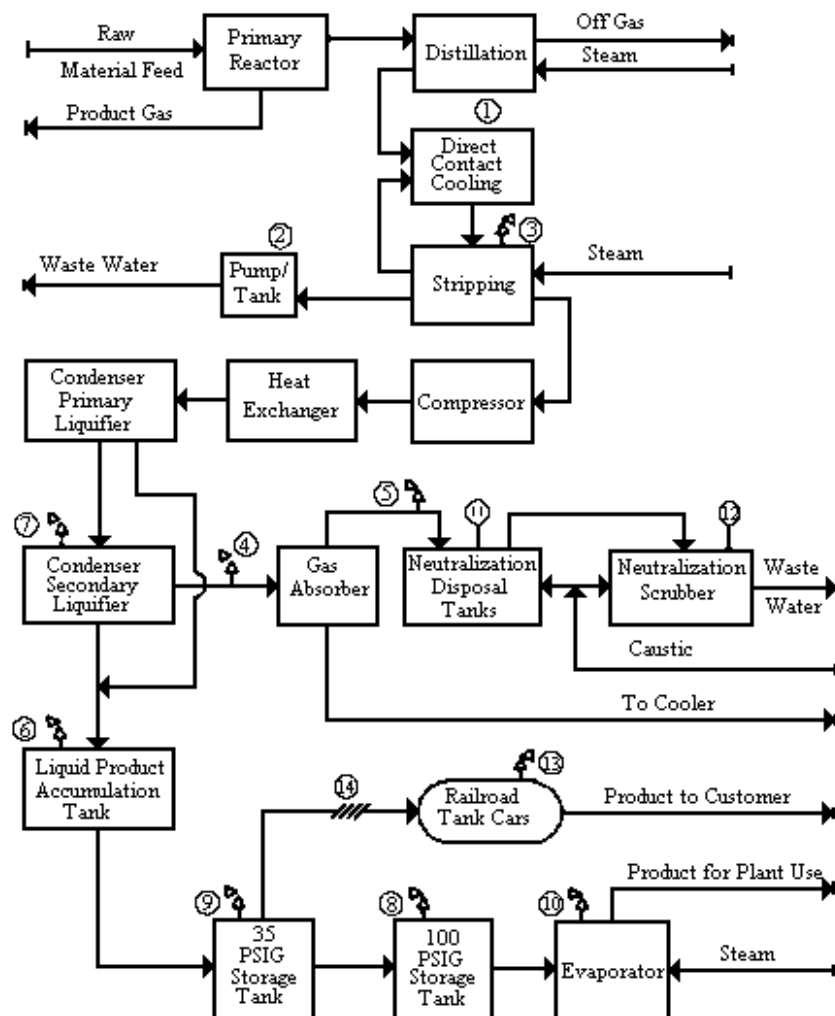 Raw
Material Feed
Primary
Reactor
Distillation
Off Gas
Steam
Product Gas
1
Direct
Contact
Cooling
2
3
Waste Water
Pump/
Tank
Stripping
Steam
Condenser
Primary
Liquifier
Heat
Exchanger
Compressor
7
4
5
11
12
Condenser
Secondary
Liquifier
Gas
Absorber
Neutralization
Disposal
Tanks
Neutralization
Scrubber
Waste
Water
Caustic
To Cooler
6
Liquid Product
Accumulation
Tank
14
13
Railroad
Tank Cars
Product to Customer
Product for Plant Use
9
8
10
35
PSIG
Storage
Tank
100
PSIG
Storage
Tank
Evaporator
Steam